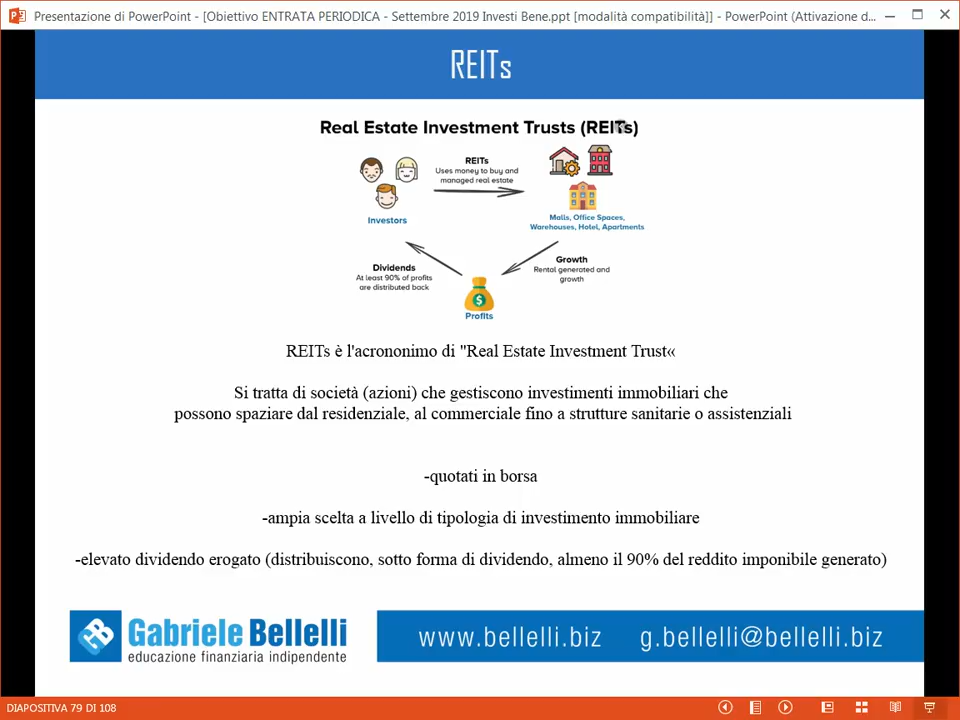 Presentazione di PowerPoint - [Obiettivo ENTRATA PERIODICA - Settembre 2019 Investi Bene.ppt [modalità compatibilità]] - PowerPoint (Attivazione d...
REITs
Real Estate Investment Trusts (REITs)
REITs
Uses money to buy and
managed real estate
Investors
Malls, Office Spaces,
Warehouses, Hotel, Apartments
Dividends
At least 90% of profits
are distributed back
Growth
Rental generated and
growth
$
Profits
REITs è l'acrononimo di "Real Estate Investment Trust«
Si tratta di società (azioni) che gestiscono investimenti immobiliari che
possono spaziare dal residenziale, al commerciale fino a strutture sanitarie o assistenziali
-quotati in borsa
-ampia scelta a livello di tipologia di investimento immobiliare
-elevato dividendo erogato (distribuiscono, sotto forma di dividendo, almeno il 90% del reddito imponibile generato)
Gabriele Bellelli
educazione finanziaria indipendente
www.bellelli.biz g.bellelli@bellelli.biz
DIAPOSITIVA 79 DI 108